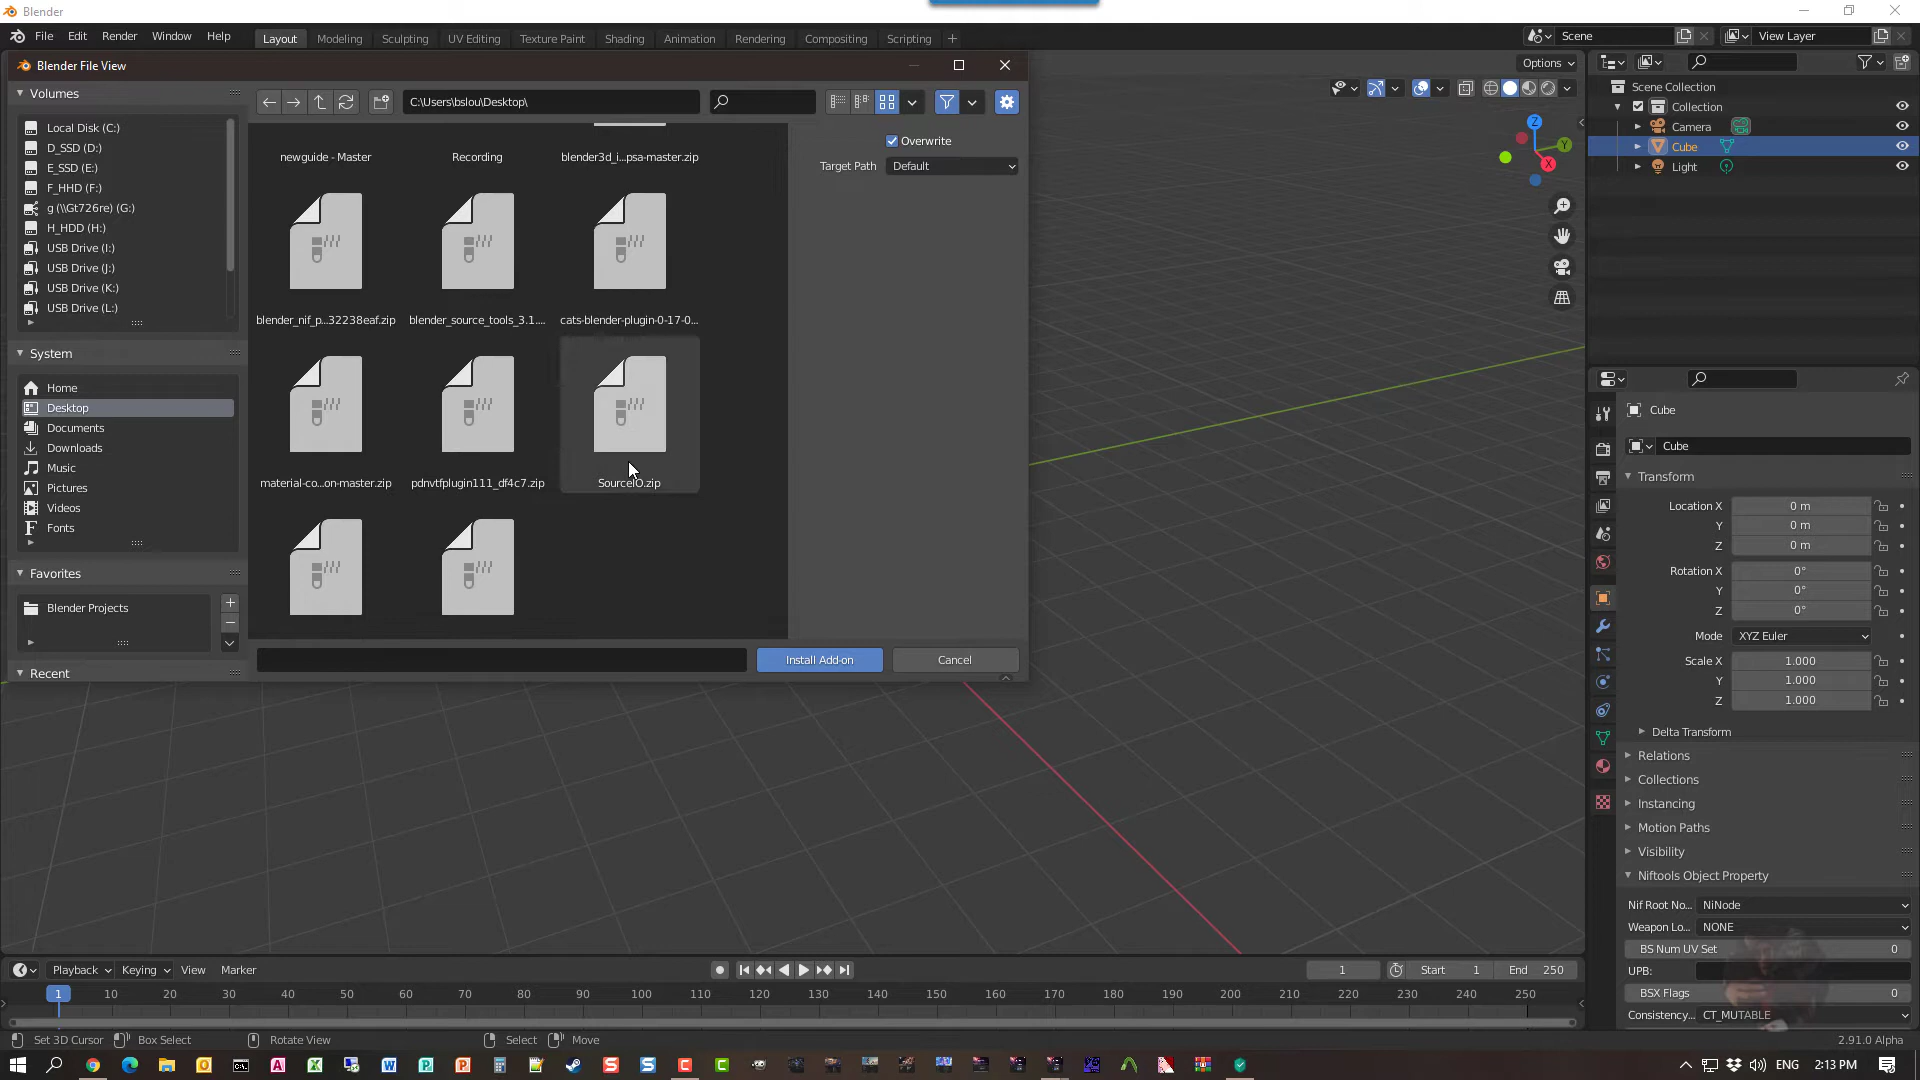 Blender
File Edit Render Window Help
Layout Modeling Sculpting UV Editing Texture Paint Shading Animation Rendering Compositing Scripting +
Scene
View Layer
Blender File View
Options
Volumes
C:\Users\bslou\Desktop\
Local Disk (C:)
D_SSD (D:)
E_SSD (E:)
F_HHD (F:)
g (\\Gt726re) (G:)
H_HDD (H:)
USB Drive (I:)
USB Drive (J:)
USB Drive (K:)
USB Drive (L:)
System
Home
Desktop
Documents
Downloads
Music
Pictures
Videos
Fonts
Favorites
Blender Projects
Recent
newguide - Master
Recording
blender3d_i...psa-master.zip
blender_nif_p...32238eaf.zip
blender_source_tools_3.1....
cats-blender-plugin-0-17-0...
material-co...on-master.zip
pdnvtfplugin111_df4c7.zip
SourceIO.zip
Overwrite
Target Path Default
Install Add-on
Cancel
Z
Y
X
Scene Collection
Collection
Camera
Cube
Light
Cube
Cube
Transform
Location X 0 m
Y 0 m
Z 0 m
Rotation X 0°
Y 0°
Z 0°
Mode XYZ Euler
Scale X 1.000
Y 1.000
Z 1.000
Delta Transform
Relations
Collections
Instancing
Motion Paths
Visibility
Niftools Object Property
Nif Root No... NiNode
Weapon Lo... NONE
BS Num UV Set 0
UPB:
BSX Flags 0
Consistency... CT_MUTABLE
Playback Keying View Marker
1 Start 1 End 250
1 10 20 30 40 50 60 70 80 90 100 110 120 130 140 150 160 170 180 190 200 210 220 230 240 250
Set 3D Cursor Box Select Rotate View Select Move
2.91.0 Alpha
ENG 2:13 PM